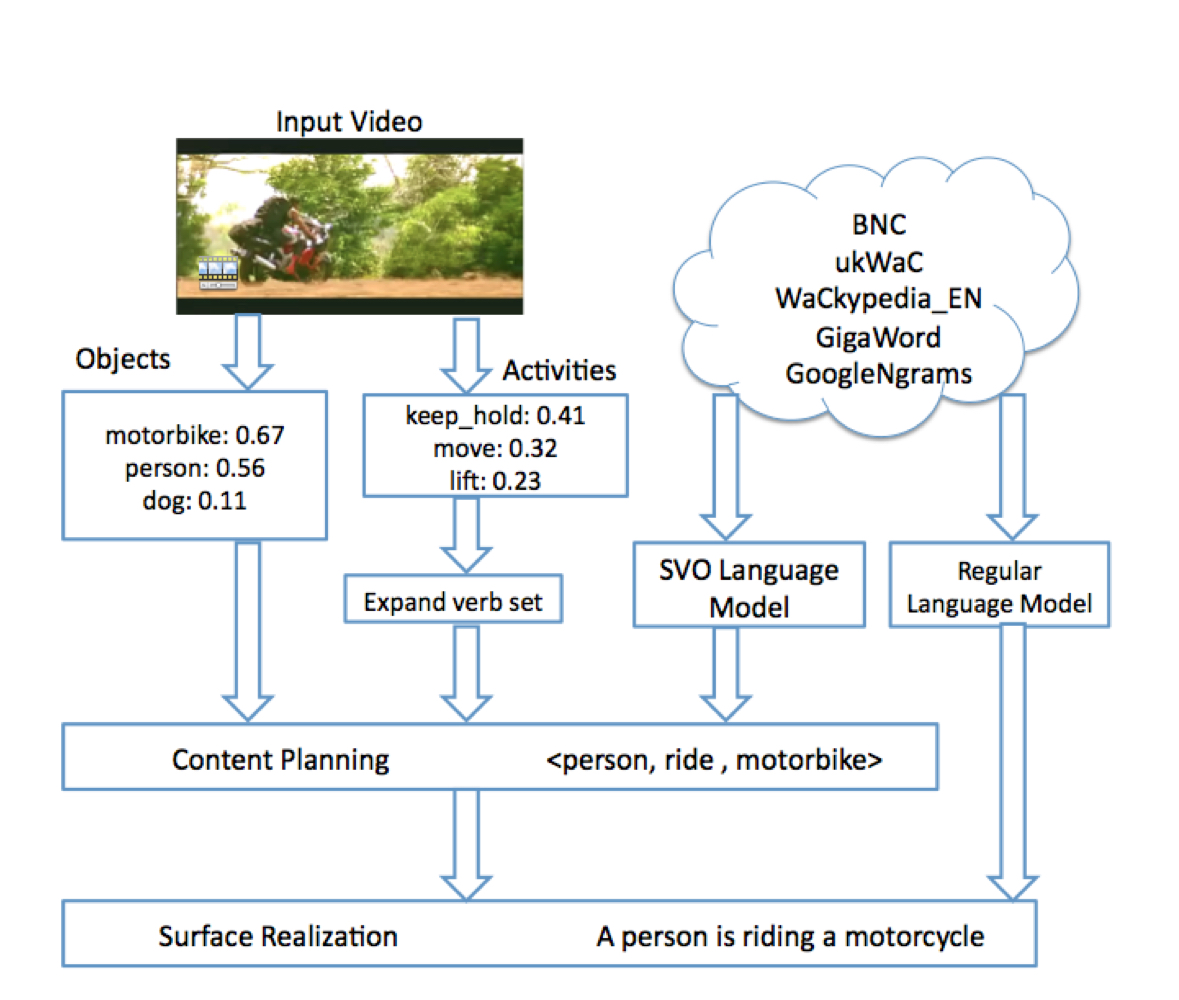 Input Video
BNC
ukWaC
WaCkypedia_EN
GigaWord
GoogleNgrams
Objects
Activities
motorbike: 0.67
person: 0.56
dog: 0.11
keep_hold: 0.41
move: 0.32
lift: 0.23
Expand verb set
SVO Language
Model
Regular
Language Model
Content Planning <person, ride , motorbike>
Surface Realization A person is riding a motorcycle